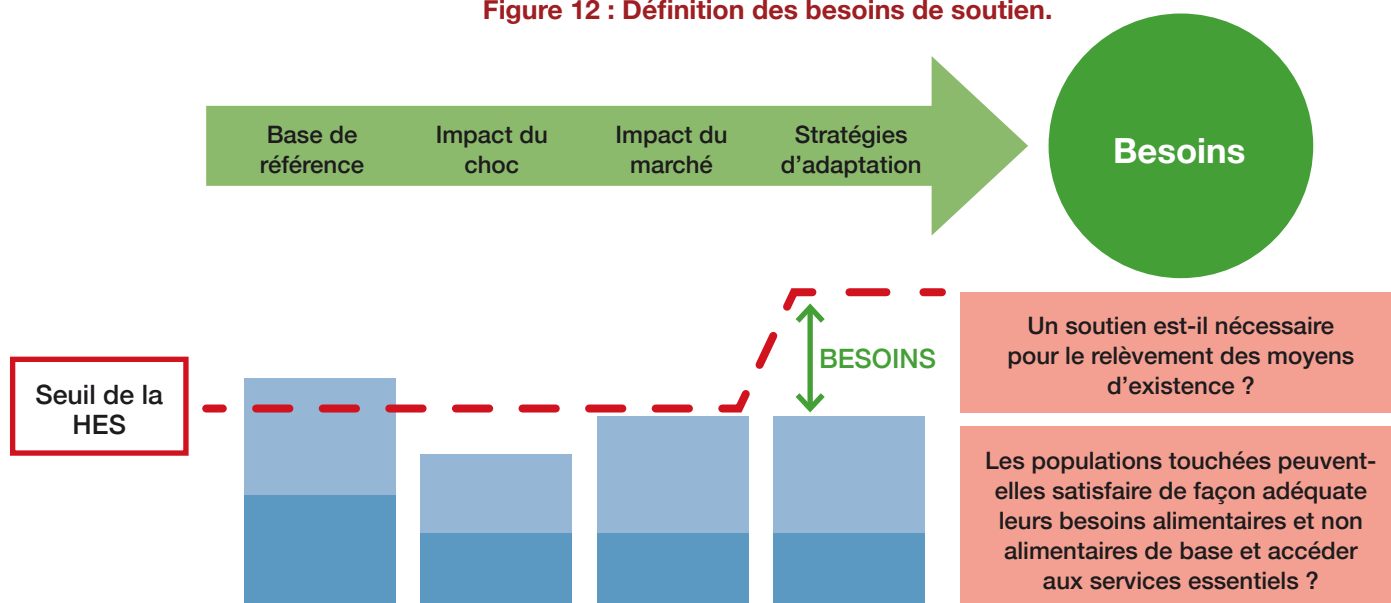 Figure 12 : Définition des besoins de soutien.
Base de
référence
Impact du
choc
Impact du
marché
Stratégies
d'adaptation
Besoins
Seuil de la
HES
BESOINS
Un soutien est-il nécessaire
pour le relèvement des moyens
d'existence ?
Les populations touchées peuvent-
elles satisfaire de façon adéquate
leurs besoins alimentaires et non
alimentaires de base et accéder
aux services essentiels ?